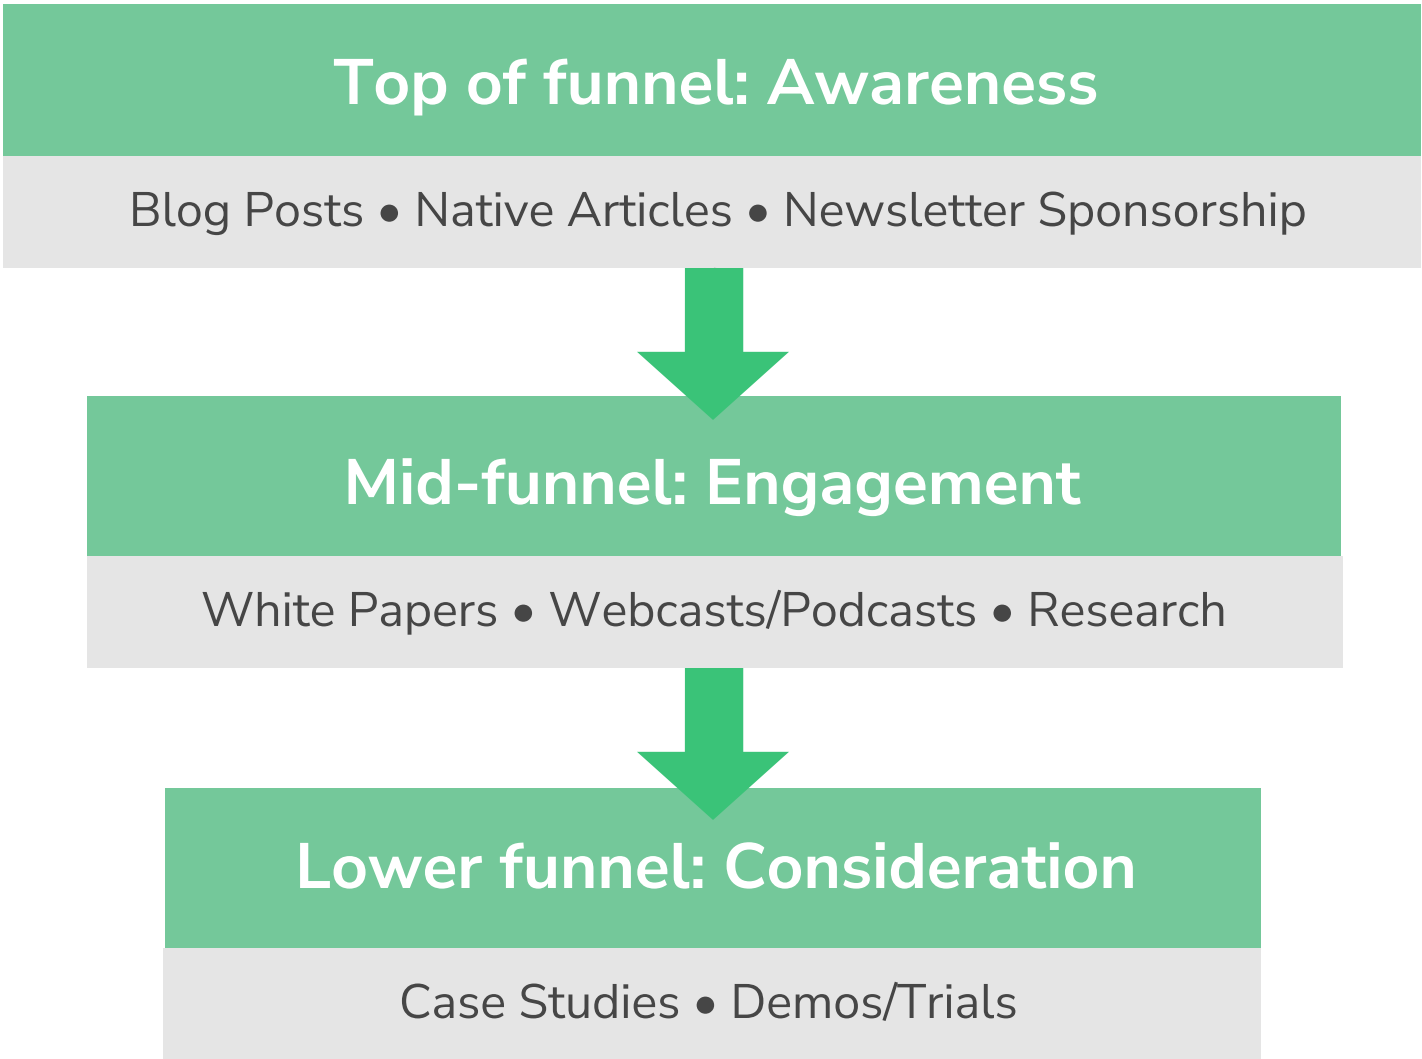 Top of funnel: Awareness
Blog Posts • Native Articles • Newsletter Sponsorship
Mid-funnel: Engagement
White Papers • Webcasts/Podcasts • Research
Lower funnel: Consideration
Case Studies • Demos/Trials